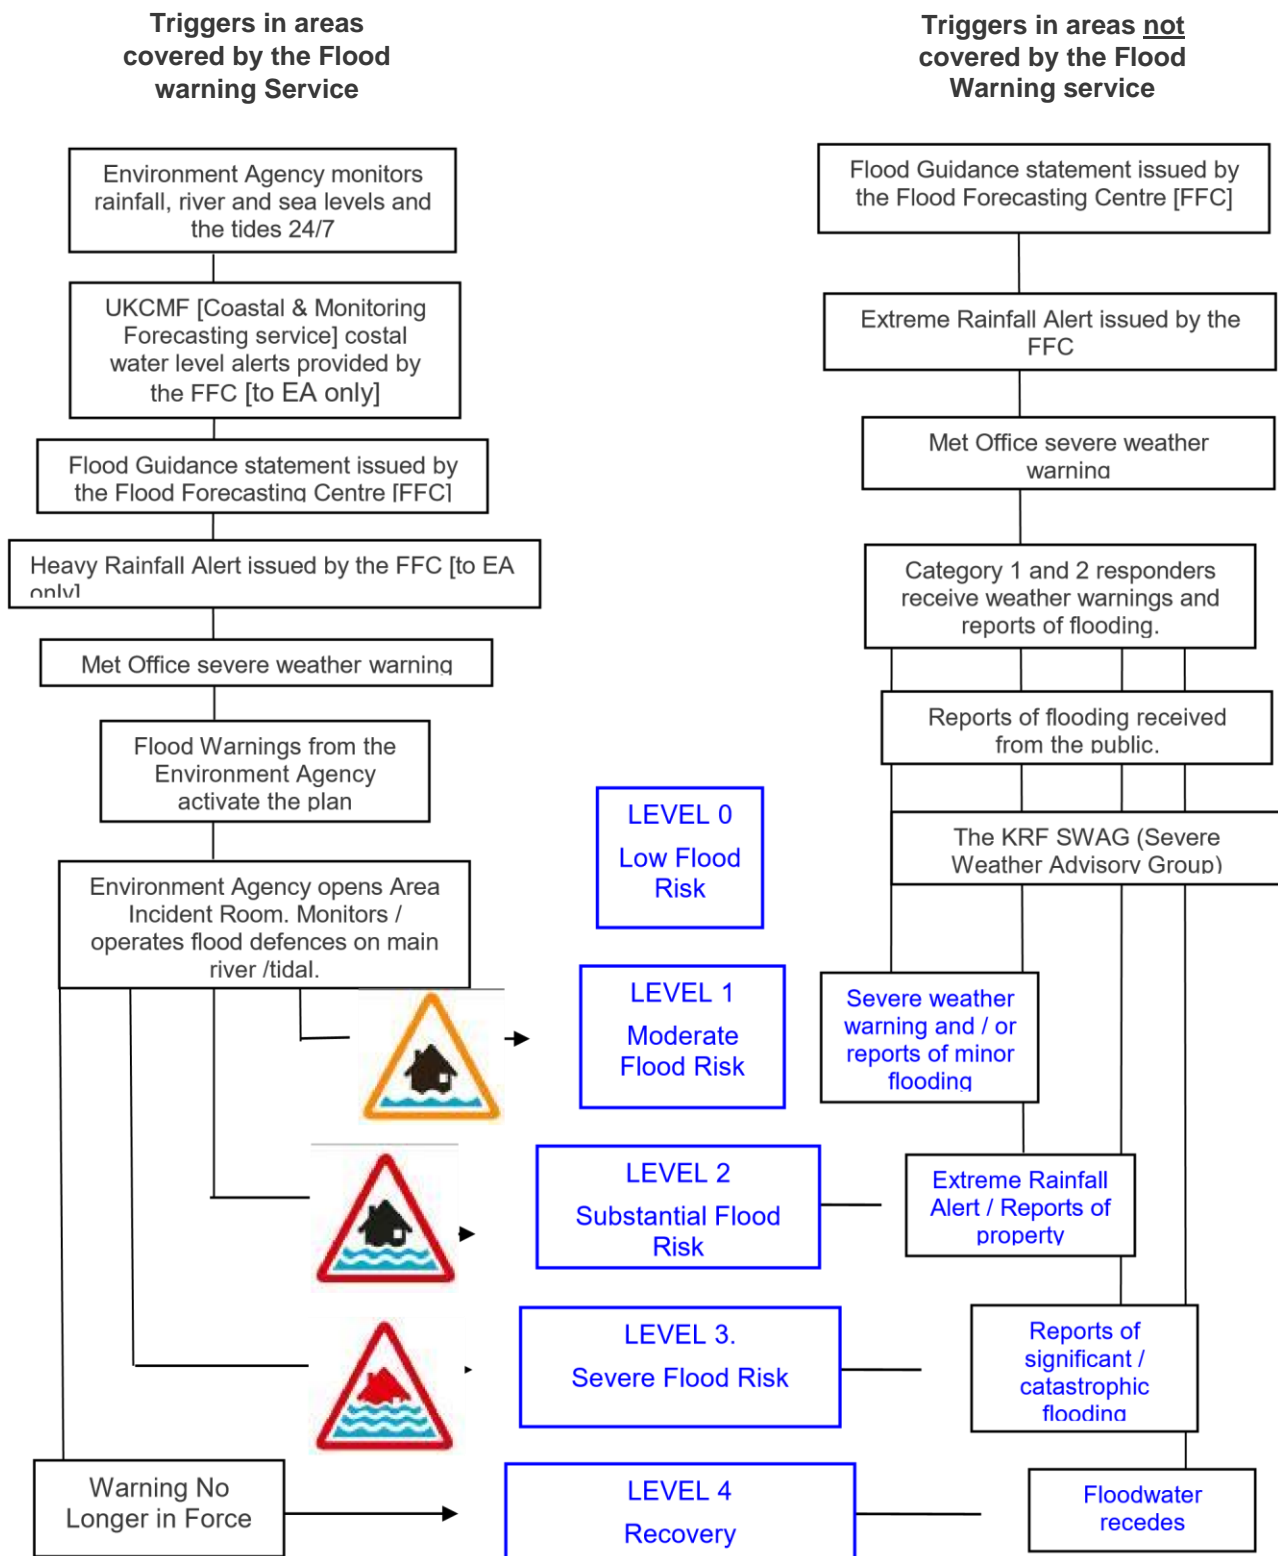 Triggers in areas
covered by the Flood
warning Service
Environment Agency monitors
rainfall, river and sea levels and
the tides 24/7
UKCMF [Coastal & Monitoring
Forecasting service] costal
water level alerts provided by
the FFC [to EA only]
Flood Guidance statement issued by
the Flood Forecasting Centre [FFC]
Heavy Rainfall Alert issued by the FFC [to EA
only]
Met Office severe weather warning
Flood Warnings from the
Environment Agency
activate the plan
Environment Agency opens Area
Incident Room. Monitors /
operates flood defences on main
river /tidal.
Warning No
Longer in Force
LEVEL 0
Low Flood
Risk
LEVEL 1
Moderate
Flood Risk
LEVEL 2
Substantial Flood
Risk
LEVEL 3.
Severe Flood Risk
LEVEL 4
Recovery
Triggers in areas not
covered by the Flood
Warning service
Flood Guidance statement issued by
the Flood Forecasting Centre [FFC]
Extreme Rainfall Alert issued by the
FFC
Met Office severe weather
warning
Category 1 and 2 responders
receive weather warnings and
reports of flooding.
Reports of flooding received
from the public.
The KRF SWAG (Severe
Weather Advisory Group)
Severe weather
warning and / or
reports of minor
flooding
Extreme Rainfall
Alert / Reports of
property
Reports of
significant /
catastrophic
flooding
Floodwater
recedes